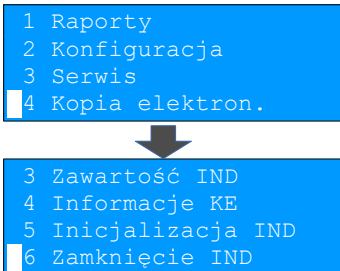 1 Raporty
2 Konfiguracja
3 Serwis
4 Kopia elektron.
3 Zawartość IND
4 Informacje KE
5 Inicjalizacja IND
6 Zamknięcie IND